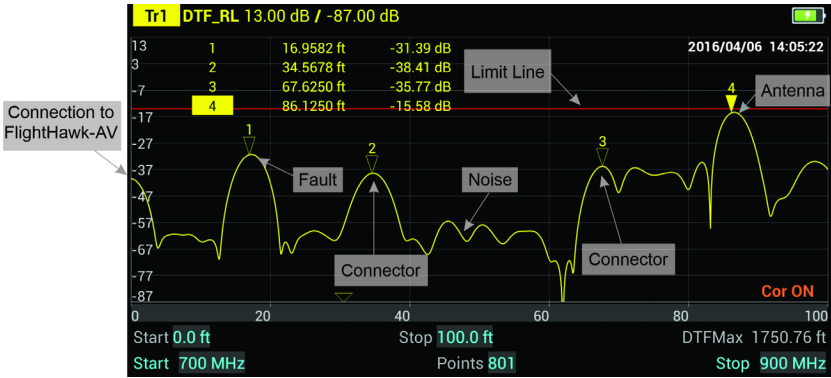 Tr1 DTF_RL 13.00 dB / -87.00 dB
13
1 16.9582 ft -31.39 dB
2016/04/06 14:05:22
3
2 34.5678 ft -38.41 dB
Limit Line
-7
3 67.6250 ft -35.77 dB
4
Antenna
4 86.1250 ft -15.58 dB
Connection to
FlightHawk-AV
-17
1
-27
2
3
-37
Fault
Noise
-47
-57
-67
Connector
Connector
-77
-87
Cor ON
0 20 40 60 80 100
Start 0.0 ft Stop 100.0 ft DTFMax 1750.76 ft
Start 700 MHz Points 801 Stop 900 MHz